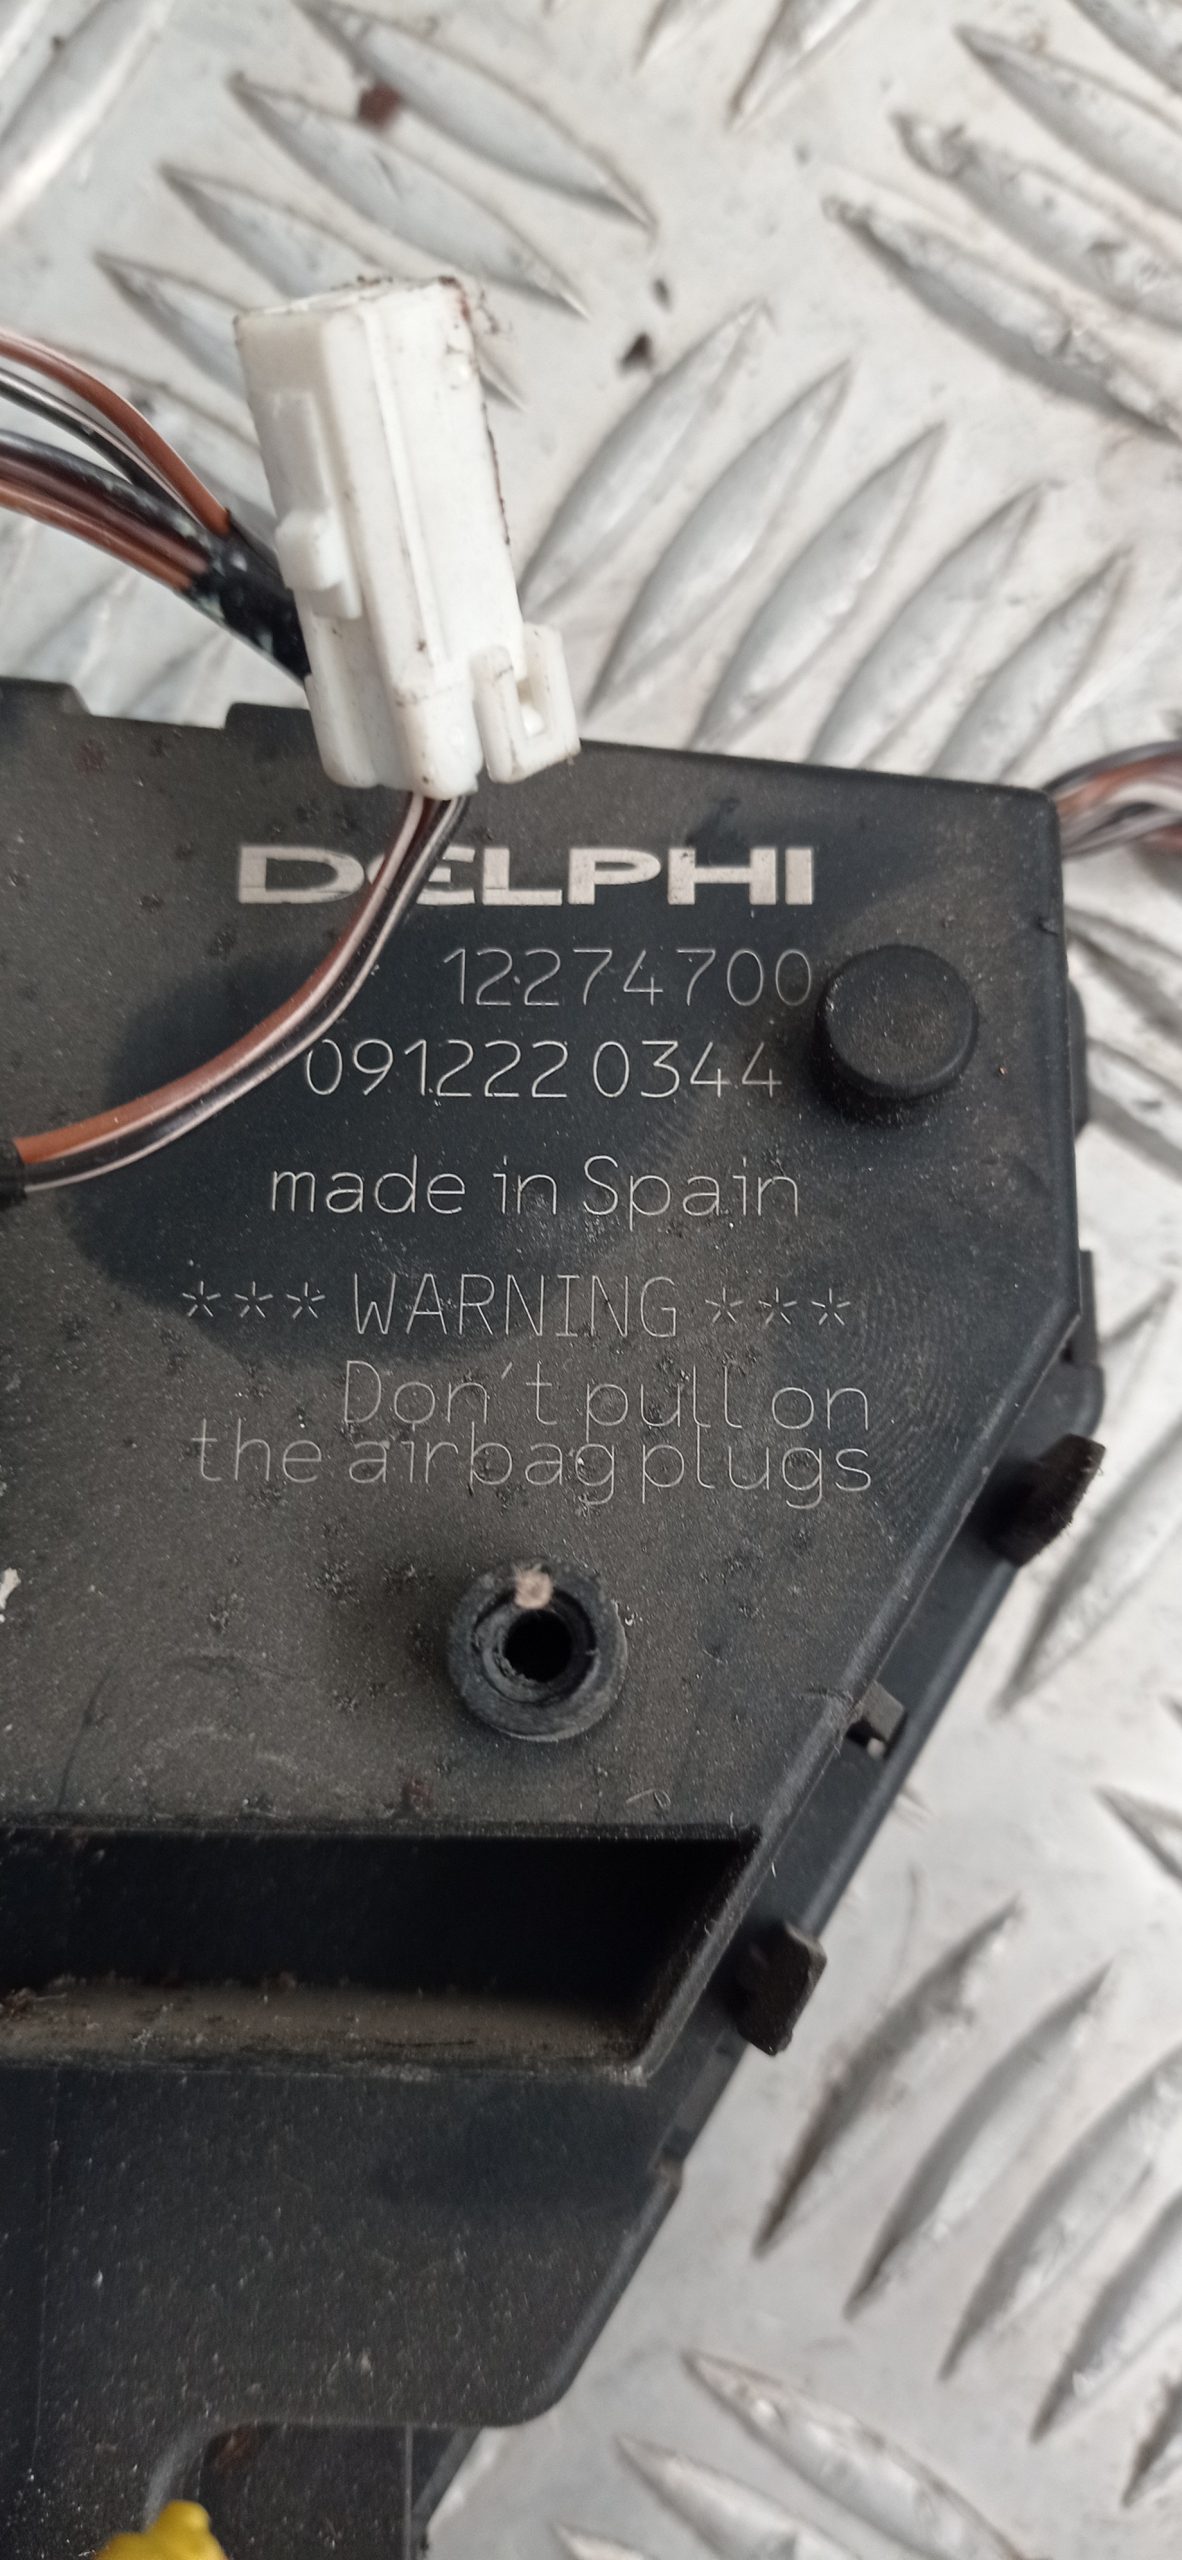 DELPHI
12274700
091222 0344
made in Spain
*** WARNING ***
Don't pull on
the airbag plugs